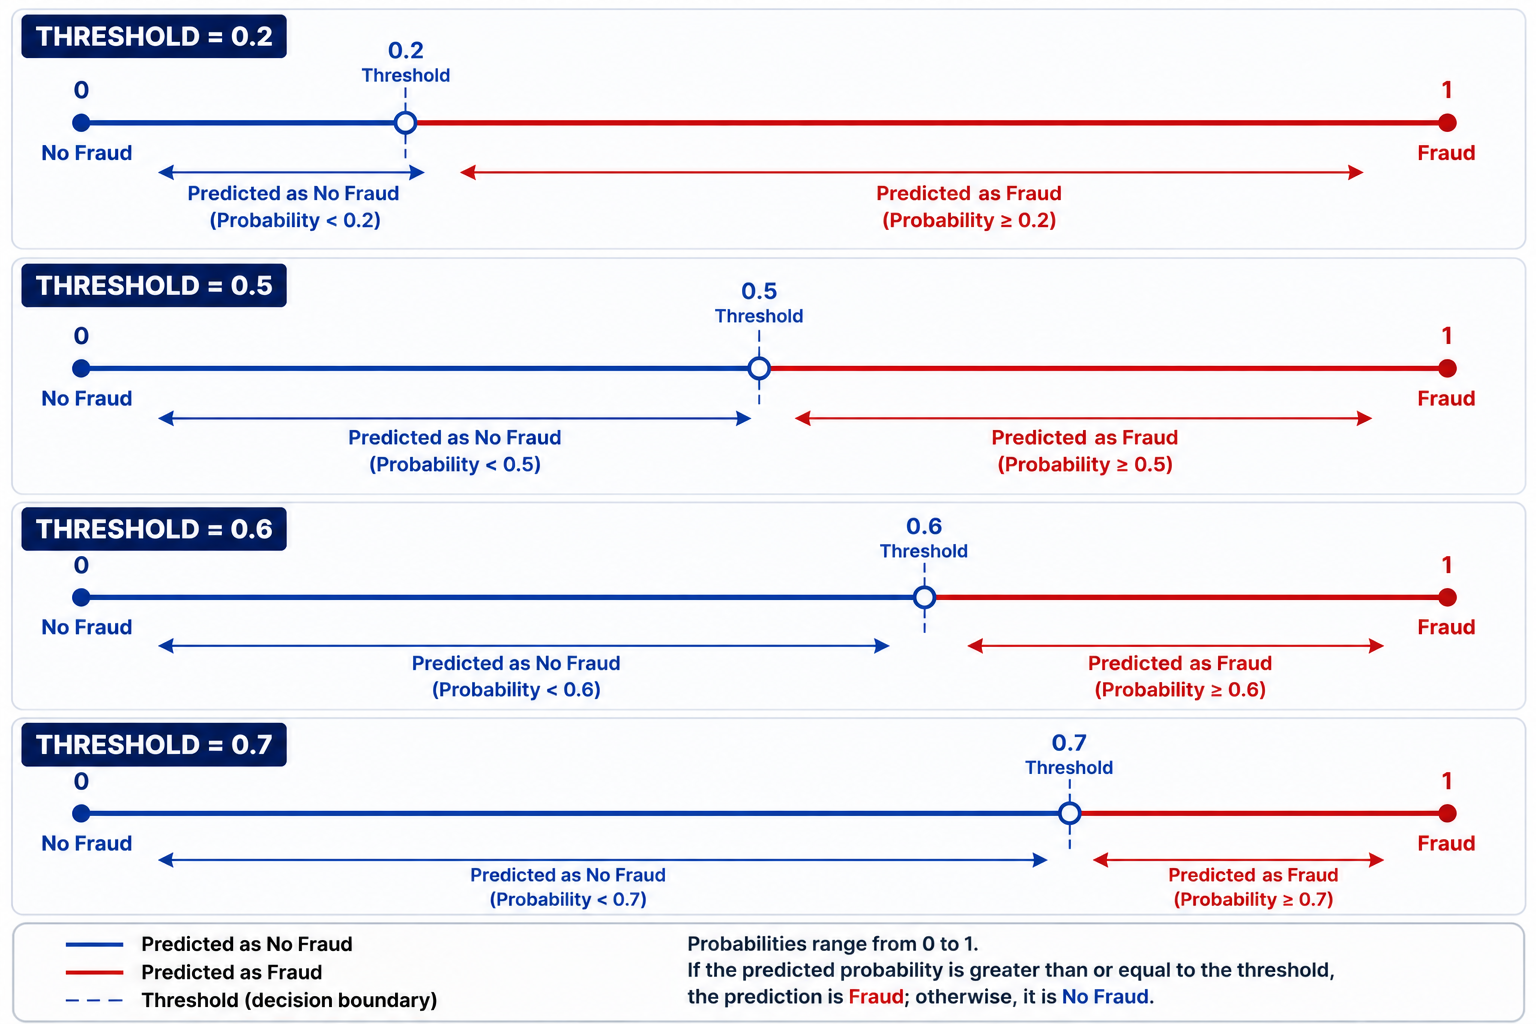 THRESHOLD = 0.2
0.2
Threshold
0
1
No Fraud
Fraud
Predicted as No Fraud
(Probability < 0.2)
Predicted as Fraud
(Probability ≥ 0.2)
THRESHOLD = 0.5
0.5
Threshold
0
1
No Fraud
Fraud
Predicted as No Fraud
(Probability < 0.5)
Predicted as Fraud
(Probability ≥ 0.5)
THRESHOLD = 0.6
0.6
Threshold
0
1
No Fraud
Fraud
Predicted as No Fraud
(Probability < 0.6)
Predicted as Fraud
(Probability ≥ 0.6)
THRESHOLD = 0.7
0.7
Threshold
0
1
No Fraud
Fraud
Predicted as No Fraud
(Probability < 0.7)
Predicted as Fraud
(Probability ≥ 0.7)
Predicted as No Fraud
Predicted as Fraud
Threshold (decision boundary)
Probabilities range from 0 to 1.
If the predicted probability is greater than or equal to the threshold,
the prediction is Fraud; otherwise, it is No Fraud.